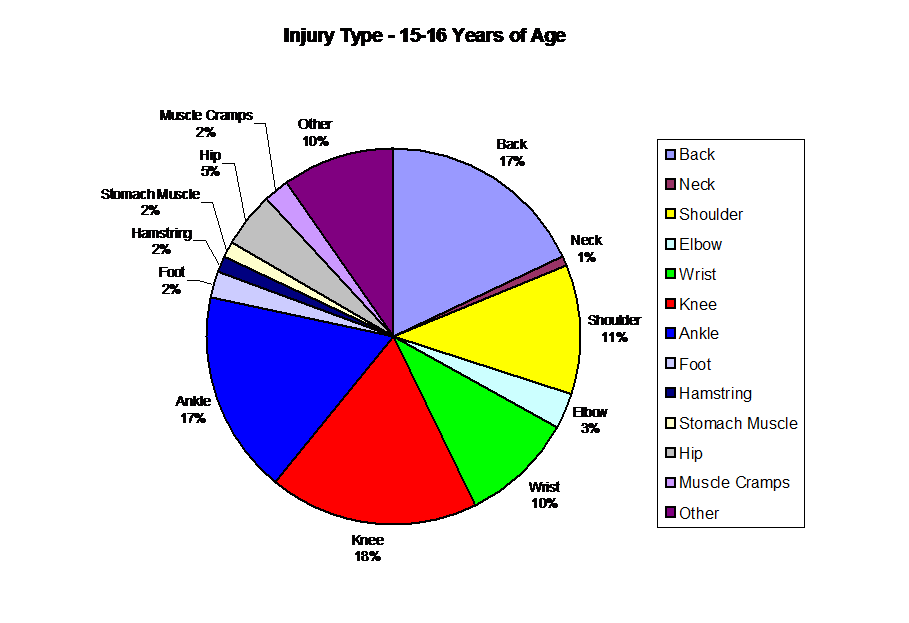 Injury Type - 15-16 Years of Age
Muscle Cramps
2%
Other
10%
Back
17%
Hip
5%
Stomach Muscle
2%
Hamstring
2%
Foot
2%
Neck
1%
Shoulder
11%
Ankle
17%
Elbow
3%
Wrist
10%
Knee
18%
Back
Neck
Shoulder
Elbow
Wrist
Knee
Ankle
Foot
Hamstring
Stomach Muscle
Hip
Muscle Cramps
Other